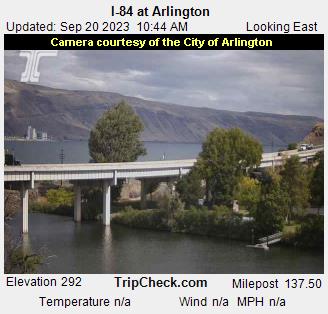 I-84 at Arlington
Updated: Sep 20 2023 10:44 AM Looking East
Camera courtesy of the City of Arlington
Elevation 292 TripCheck.com Milepost 137.50
Temperature n/a Wind n/a MPH n/a